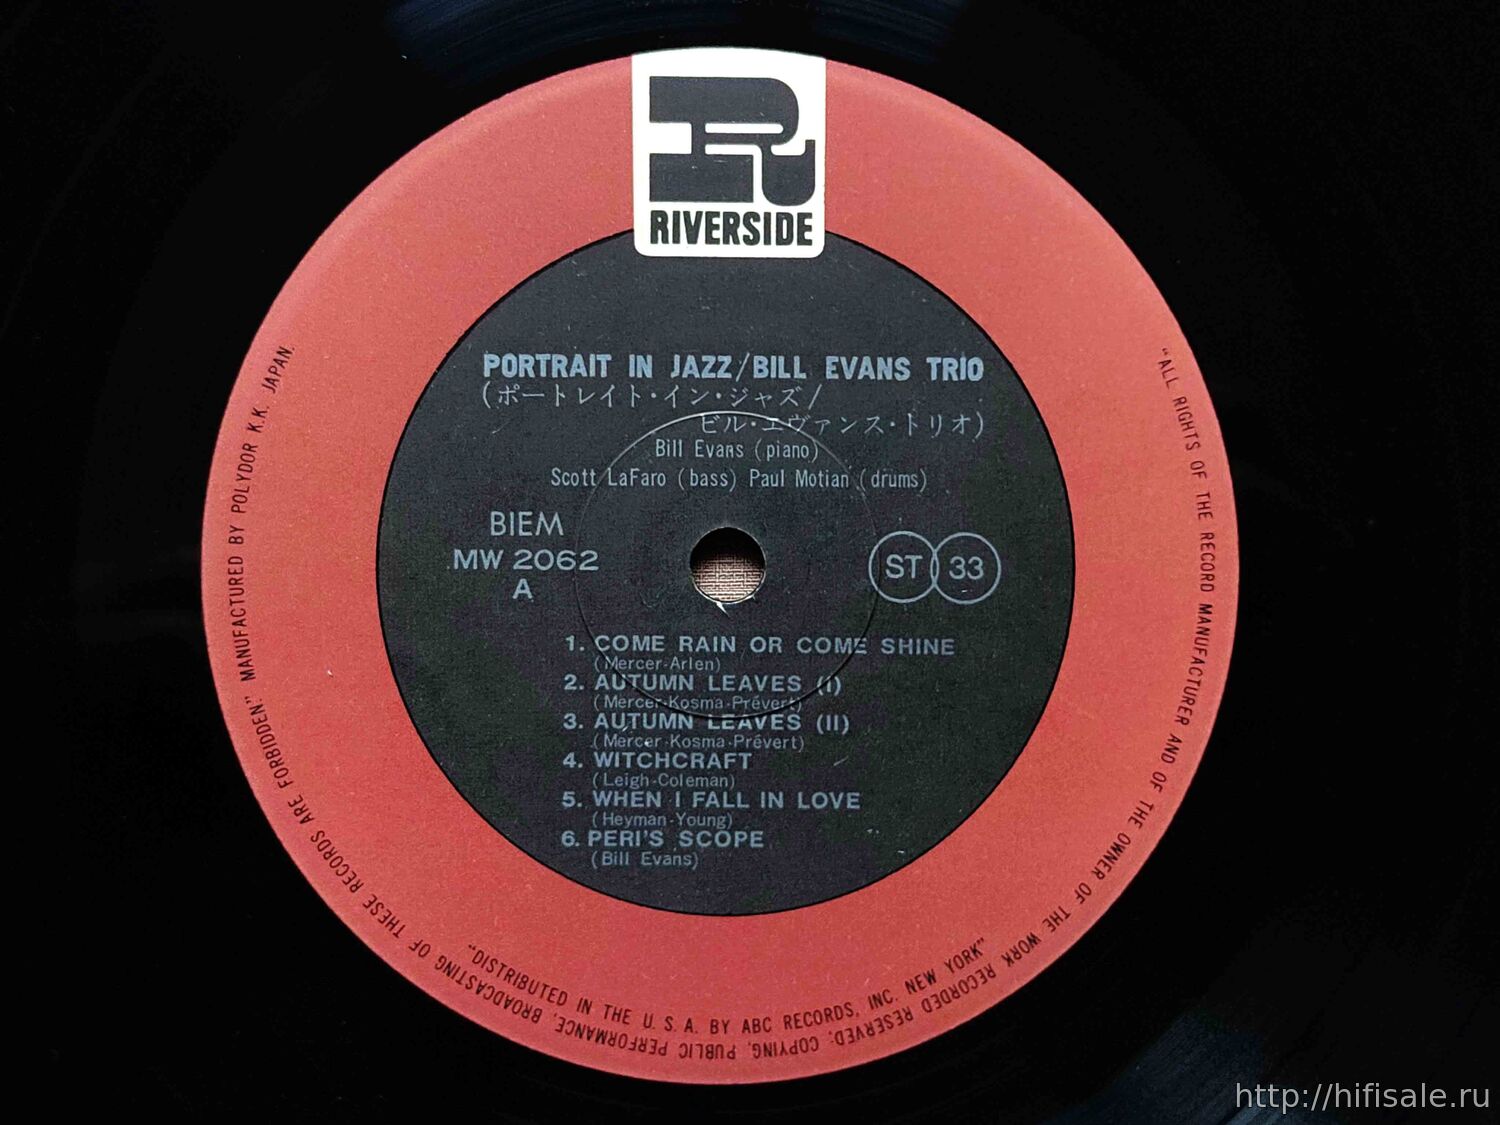 RIVERSIDE
PORTRAIT IN JAZZ/BILL EVANS TRIO
(ポートレイト・イン・ジャズ/
ビル・エヴァンス・トリオ)
Bill Evans (piano)
Scott LaFaro (bass) Paul Motian (drums)
BIEM
MW 2062
A
ST 33
1. COME RAIN OR COME SHINE
(Mercer-Arlen)
2. AUTUMN LEAVES (I)
(Mercer-Kosma-Prévert)
3. AUTUMN LEAVES (II)
(Mercer-Kosma-Prévert)
4. WITCHCRAFT
(Leigh-Coleman)
5. WHEN I FALL IN LOVE
(Heyman-Young)
6. PERI'S SCOPE
(Bill Evans)
"DISTRIBUTED IN THE U.S.A. BY ABC RECORDS, INC. NEW YORK"
"ALL RIGHTS OF THE RECORD MANUFACTURER AND OF THE OWNER OF THE WORK RECORDED RESERVED; COPYING, PUBLIC PERFORMANCE, BROADCASTING OF THESE RECORDS ARE FORBIDDEN." MANUFACTURED BY POLYDOR K.K. JAPAN.
http://hifisale.ru